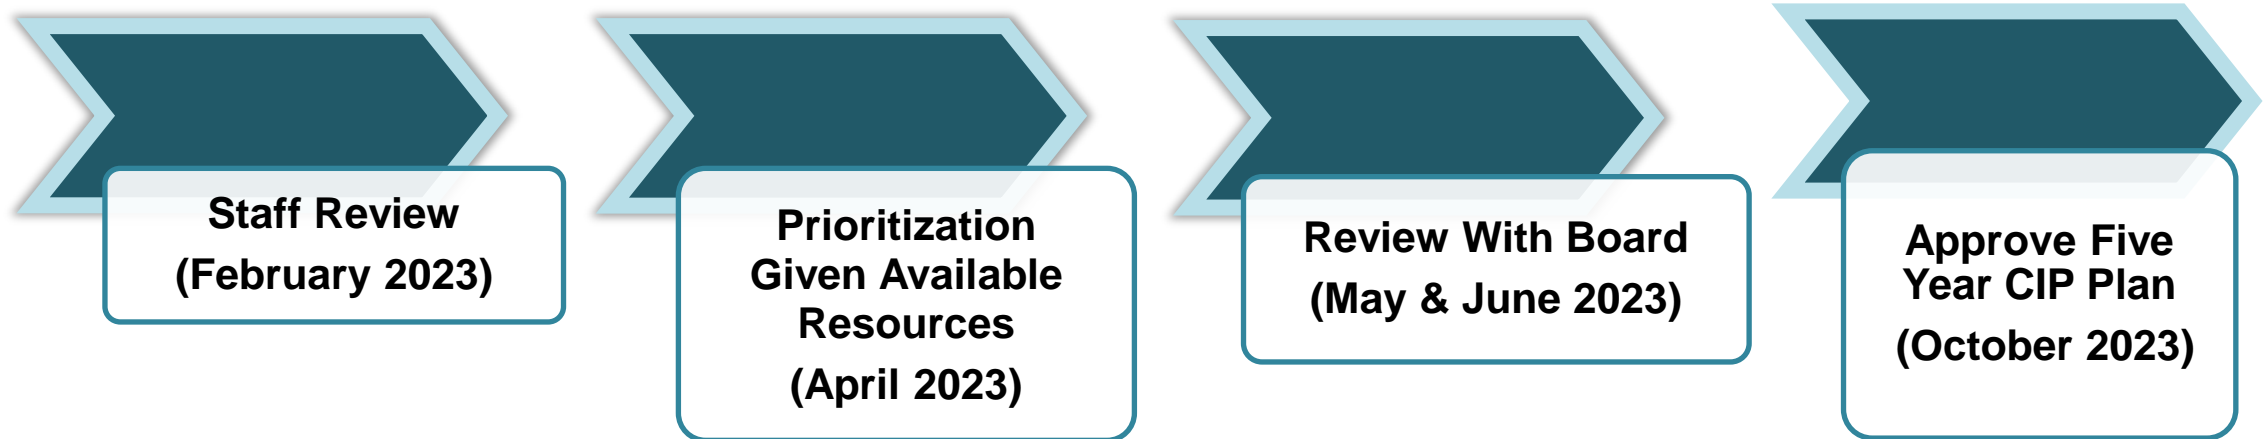 Staff Review
(February 2023)
Prioritization
Given Available
Resources
(April 2023)
Review With Board
(May & June 2023)
Approve Five
Year CIP Plan
(October 2023)